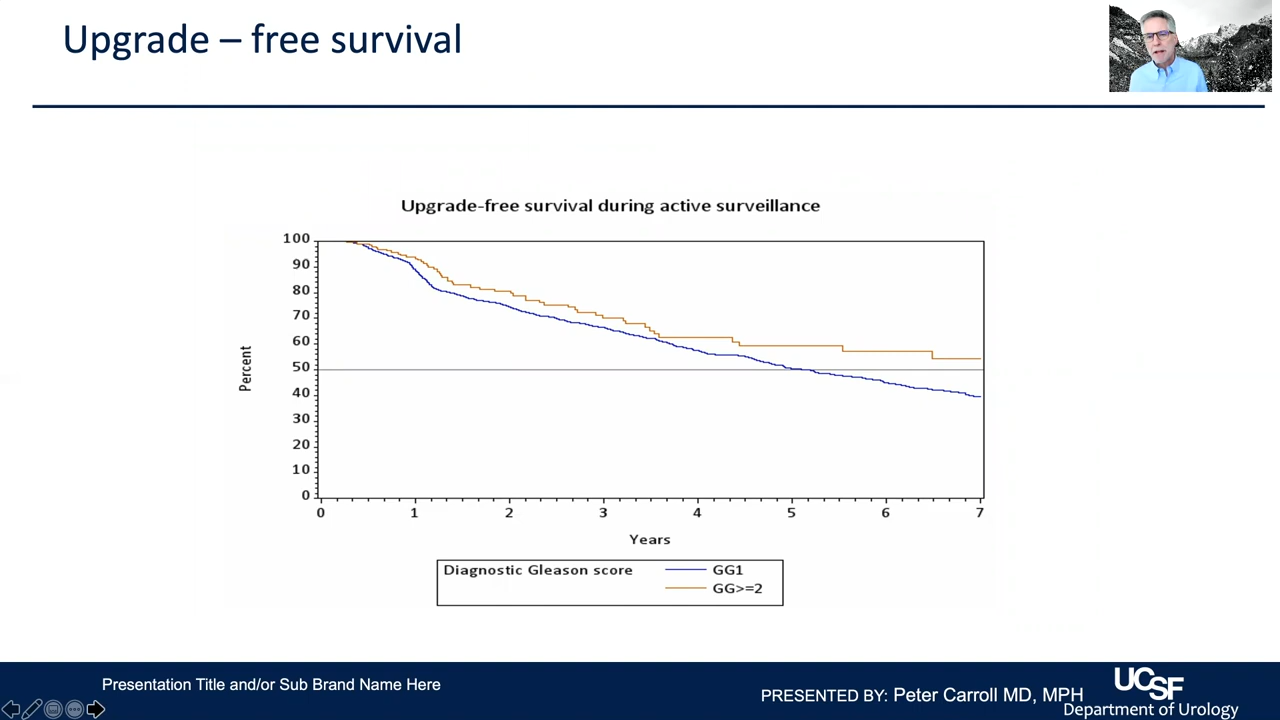 Upgrade – free survival
Upgrade-free survival during active surveillance
100
90
80
70
60
50
40
30
20
10
0
Percent
0 1 2 3 4 5 6 7
Years
Diagnostic Gleason score
GG1
GG>=2
Presentation Title and/or Sub Brand Name Here
PRESENTED BY: Peter Carroll MD, MPH
UCSF
Department of Urology